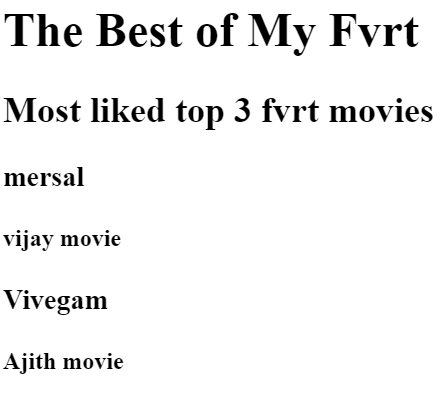 The Best of My Fvrt
Most liked top 3 fvrt movies
mersal
vijay movie
Vivegam
Ajith movie